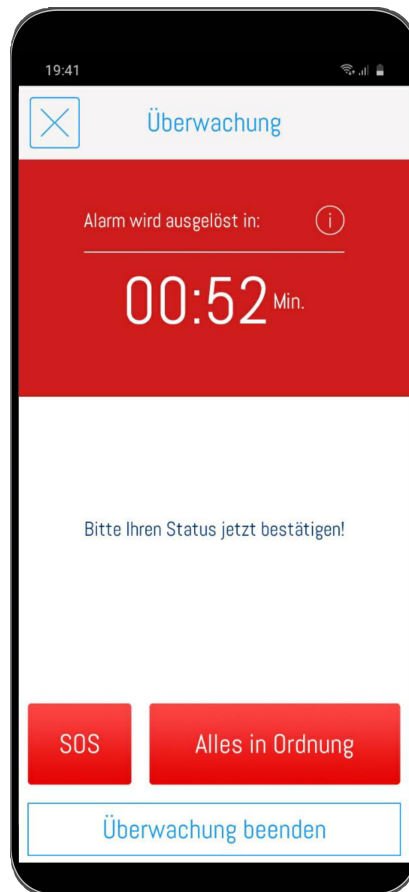 19:41
Überwachung
Alarm wird ausgelöst in:
00:52 Min.
Bitte Ihren Status jetzt bestätigen!
SOS
Alles in Ordnung
Überwachung beenden